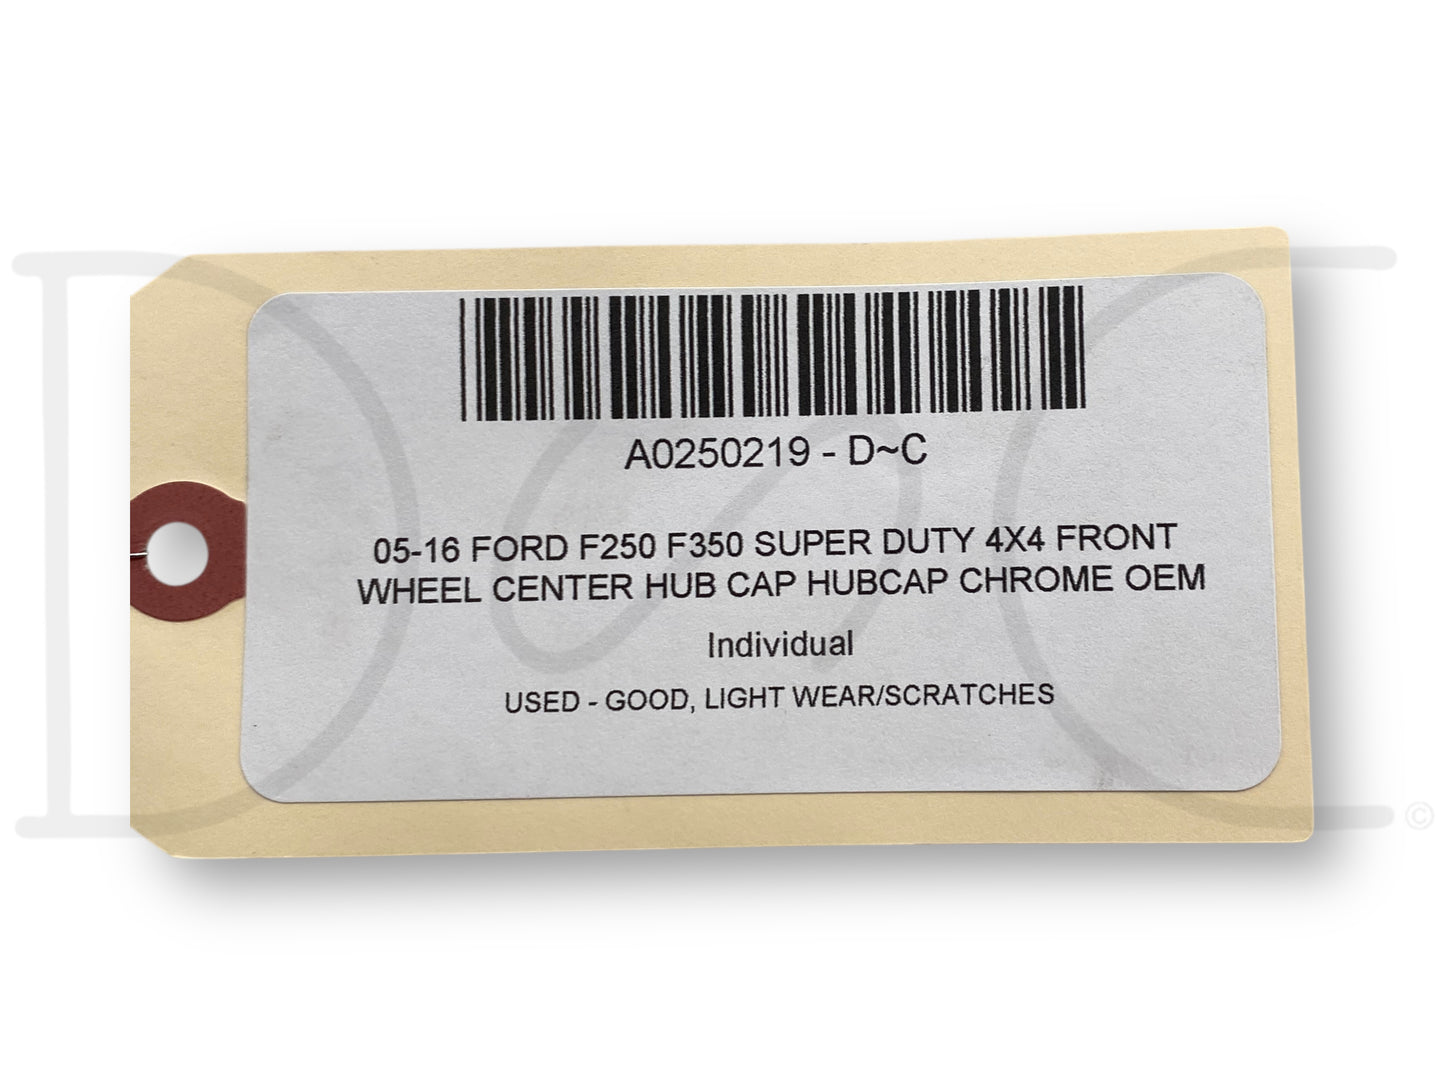 A0250219 - D~C
05-16 FORD F250 F350 SUPER DUTY 4X4 FRONT
WHEEL CENTER HUB CAP HUBCAP CHROME OEM
Individual
USED - GOOD, LIGHT WEAR/SCRATCHES
D~C
©